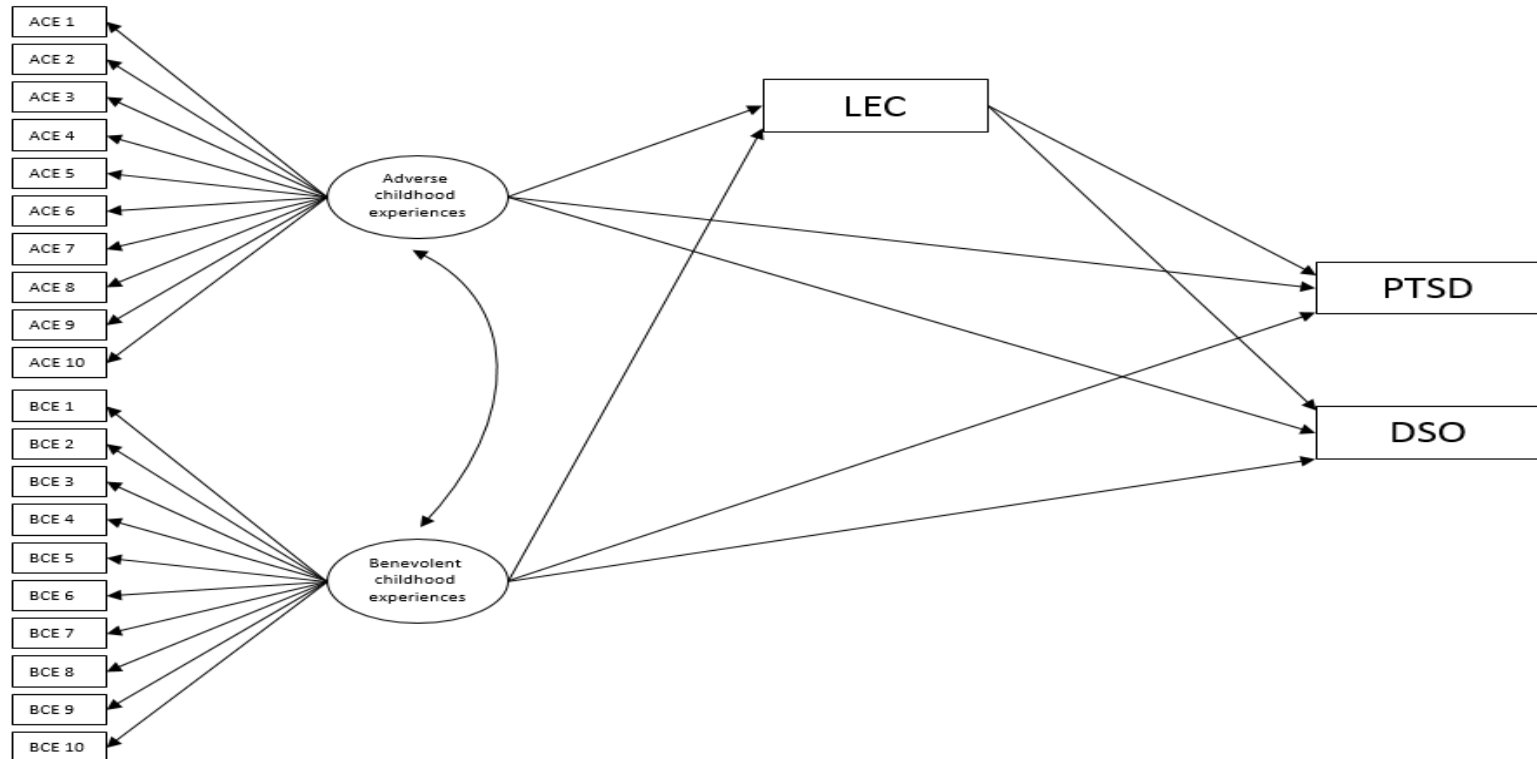 ACE 1
ACE 2
ACE 3
ACE 4
ACE 5
ACE 6
ACE 7
ACE 8
ACE 9
ACE 10
BCE 1
BCE 2
BCE 3
BCE 4
BCE 5
BCE 6
BCE 7
BCE 8
BCE 9
BCE 10
Adverse
childhood
experiences
Benevolent
childhood
experiences
LEC
PTSD
DSO